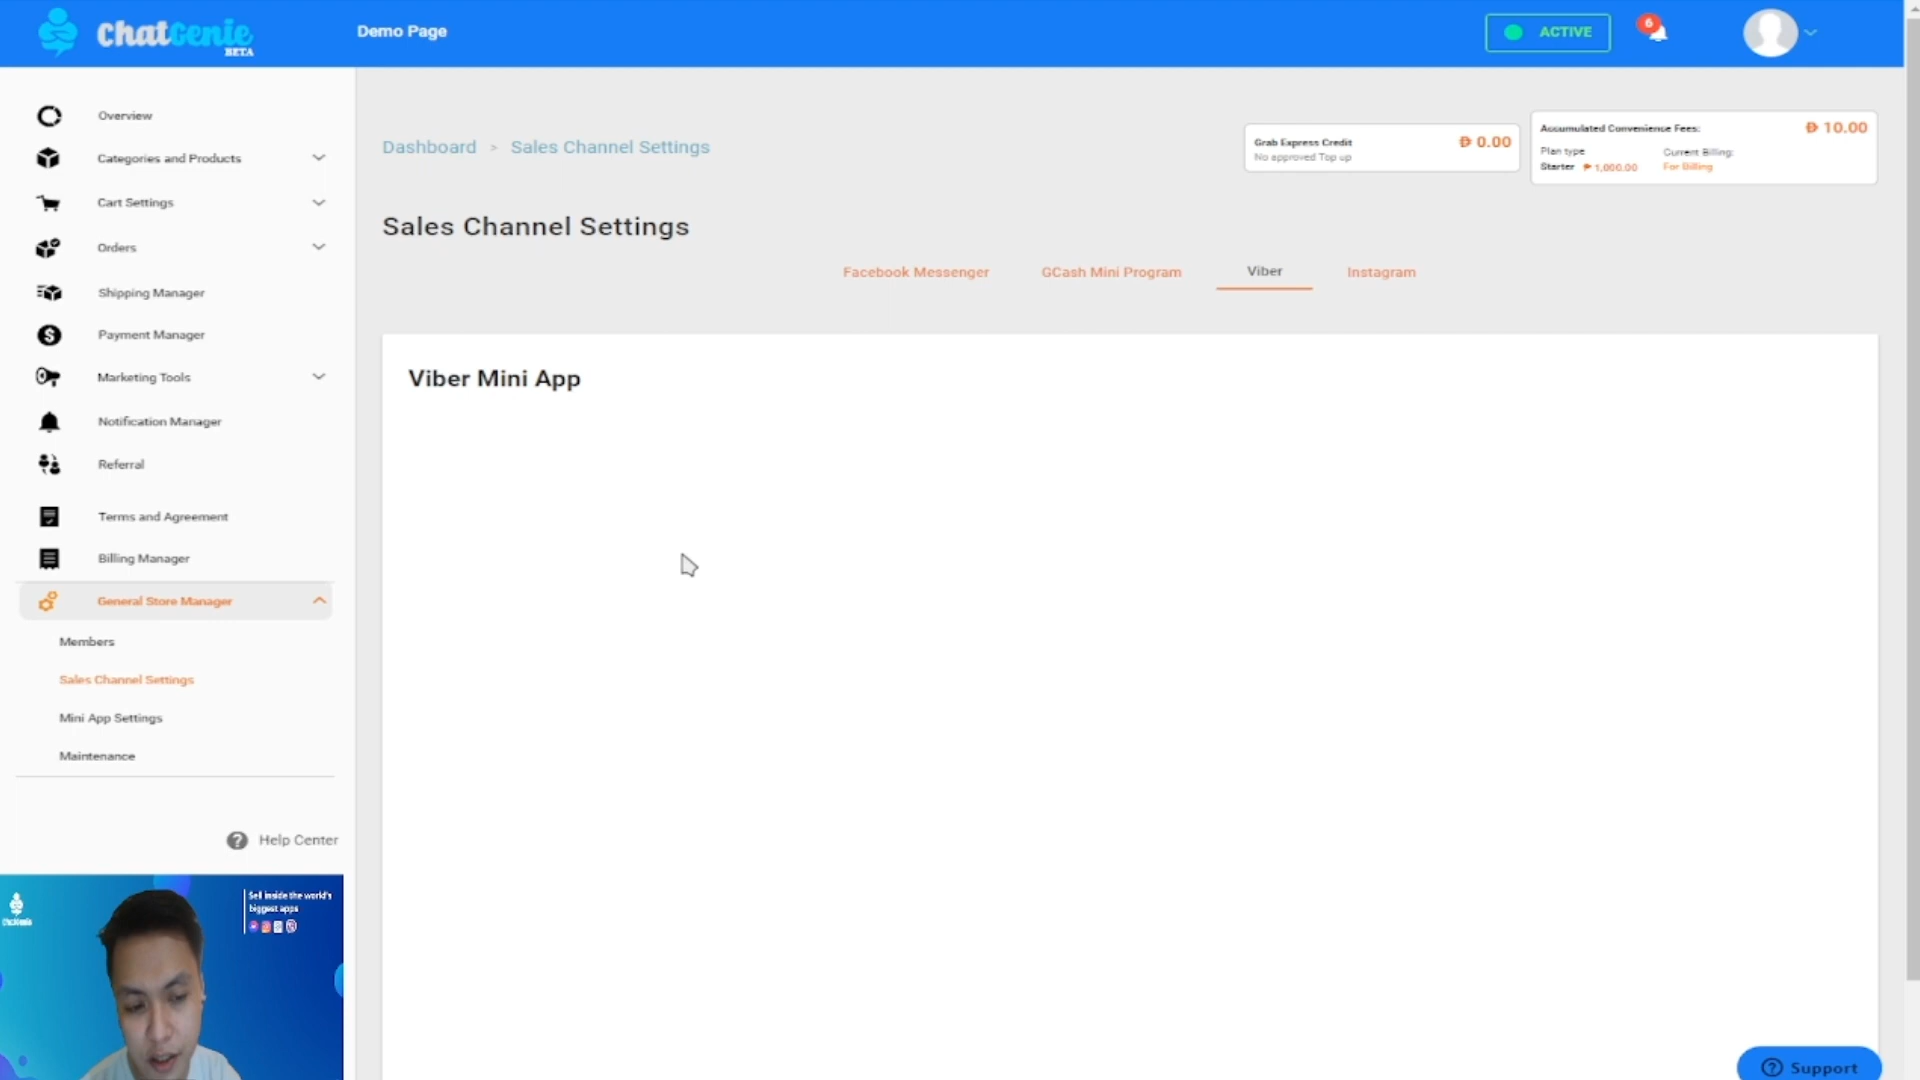 ChatGenie
BETA
Demo Page
ACTIVE
6
Overview
Categories and Products
Cart Settings
Orders
Shipping Manager
Payment Manager
Marketing Tools
Notification Manager
Referral
Terms and Agreement
Billing Manager
General Store Manager
Members
Sales Channel Settings
Mini App Settings
Maintenance
Help Center
Dashboard > Sales Channel Settings
Grab Express Credit
No approved Top up
0.00
Accumulated Convenience Fees:
10.00
Plan type
Starter ₱ 1,000.00
Current Billing:
For Billing
Sales Channel Settings
Facebook Messenger
GCash Mini Program
Viber
Instagram
Viber Mini App
ChatGenie
Sell inside the world's
biggest apps
Support